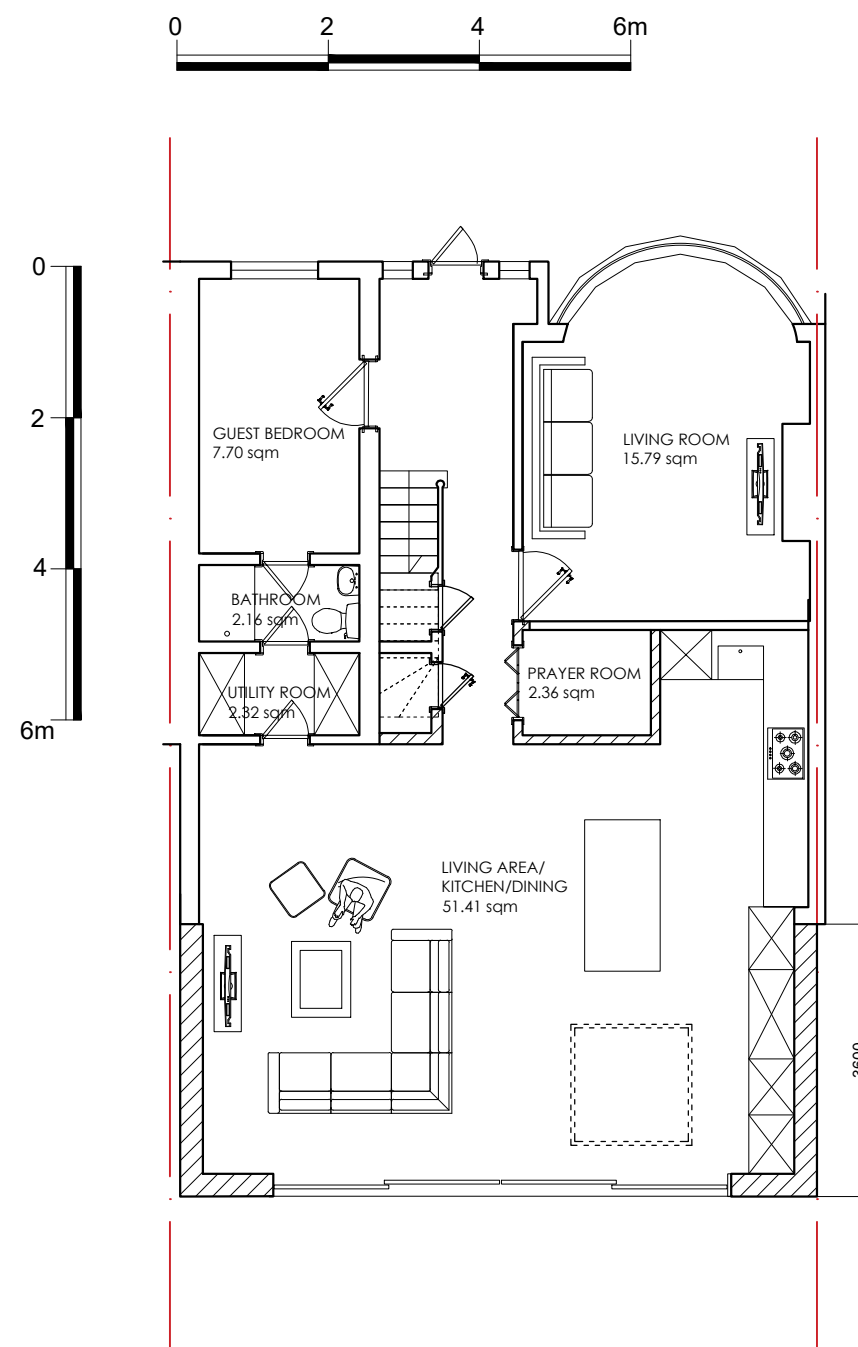 0 2 4 6m
0
2
4
6m
GUEST BEDROOM
7.70 sqm
LIVING ROOM
15.79 sqm
BATHROOM
2.16 sqm
UTILITY ROOM
2.32 sqm
PRAYER ROOM
2.36 sqm
LIVING AREA/
KITCHEN/DINING
51.41 sqm
3600